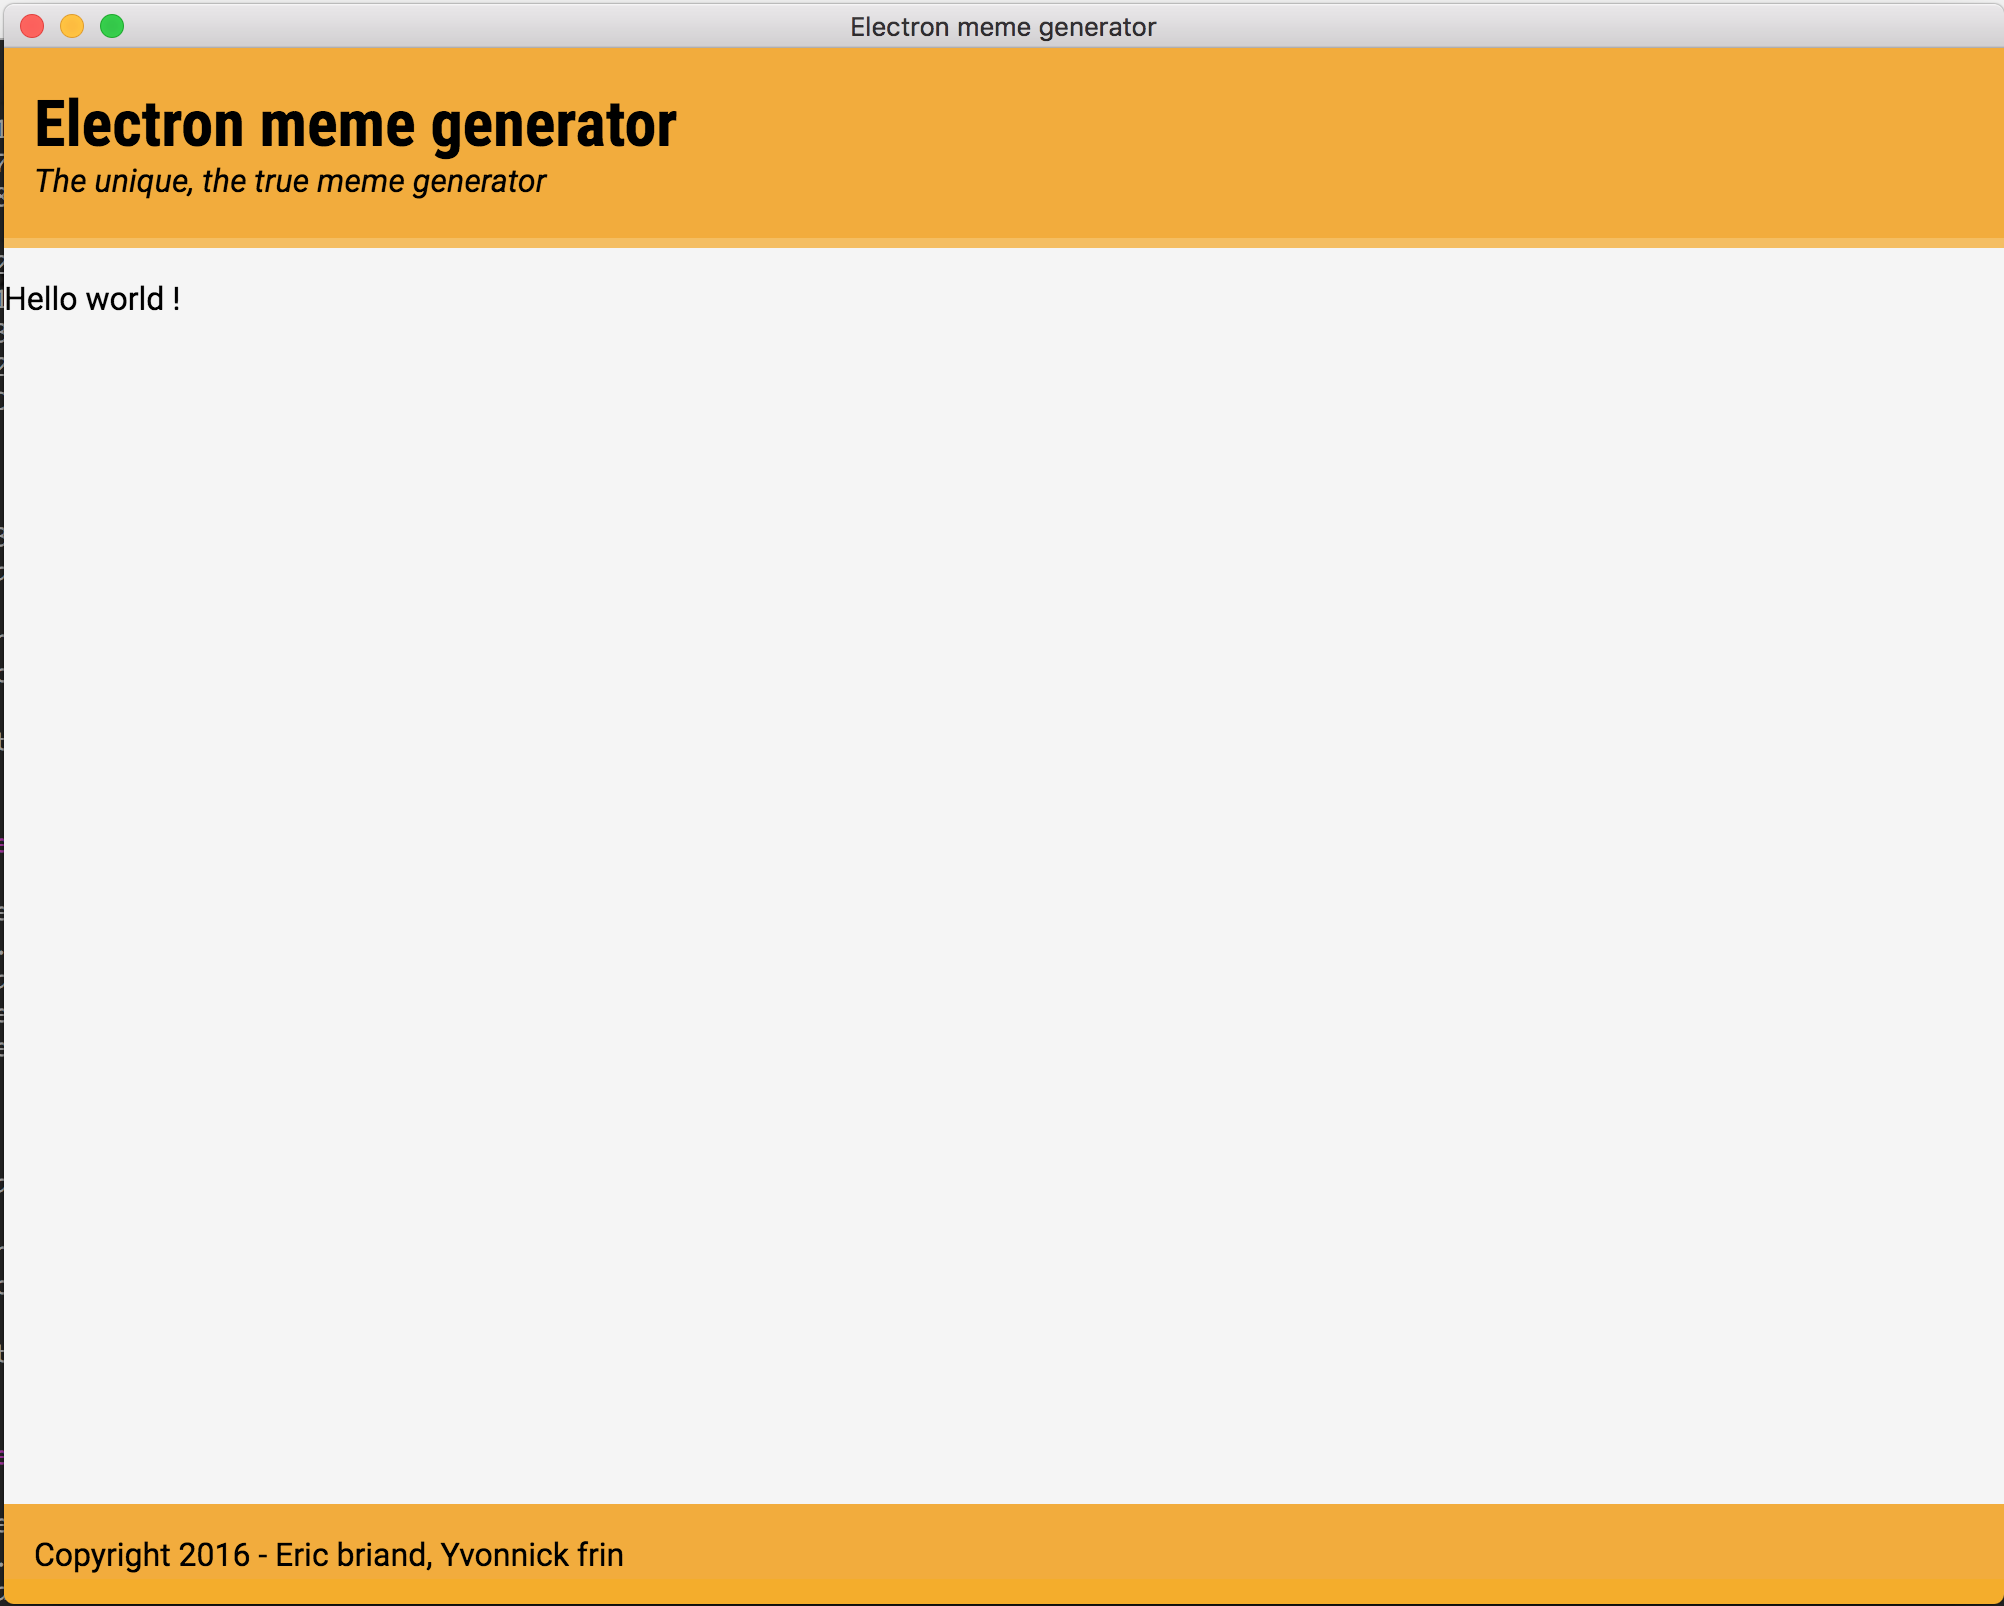 Electron meme generator
Electron meme generator
The unique, the true meme generator
Hello world !
Copyright 2016 - Eric briand, Yvonnick frin